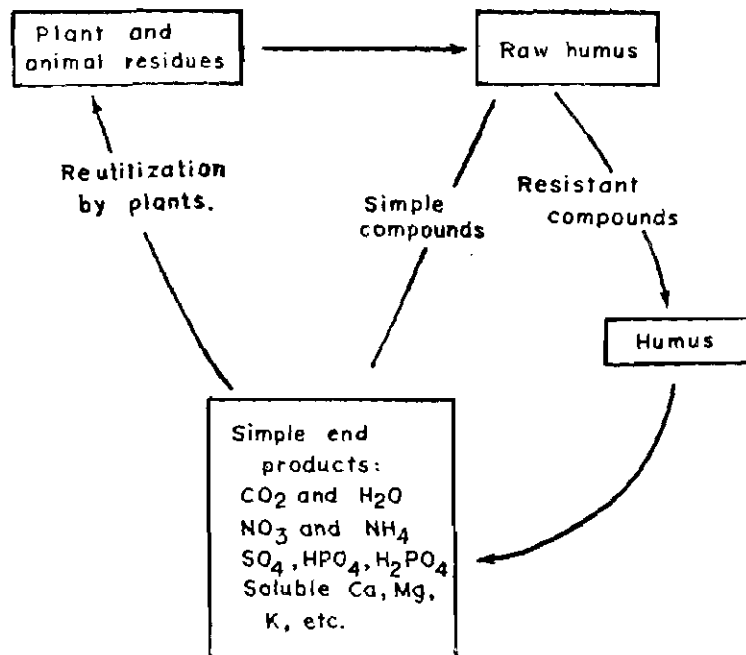 Plant and
animal residues
Raw humus
Reutilization
by plants.
Simple
compounds
Resistant
compounds
Humus
Simple end
products:
CO₂ and H₂O
NO₃ and NH₄
SO₄, HPO₄, H₂PO₄
Soluble Ca, Mg,
K, etc.